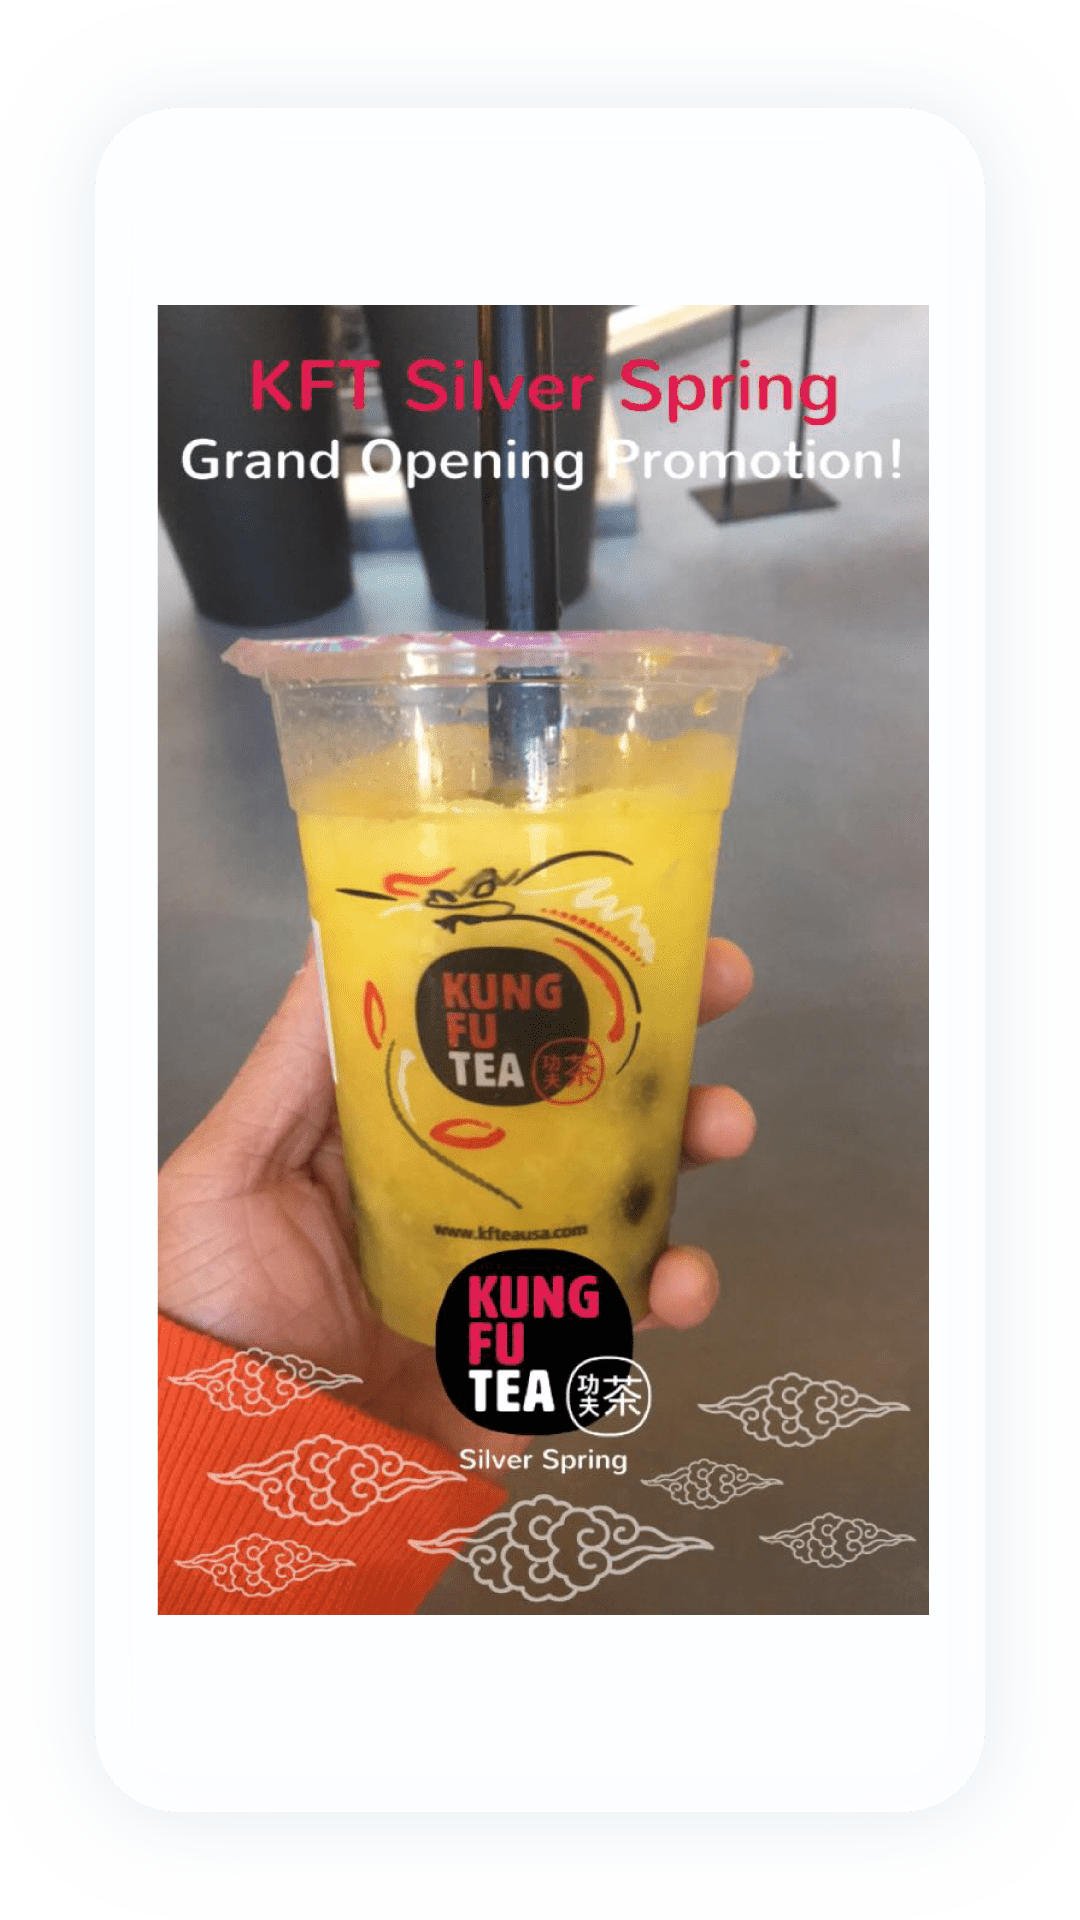 KFT Silver Spring
Grand Opening Promotion!
KUNG
FU
TEA 功夫茶
www.kfteausa.com
KUNG
FU
TEA 功夫茶
Silver Spring